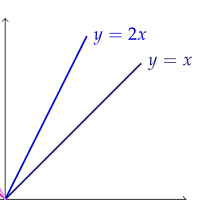 y = 2x
y = x